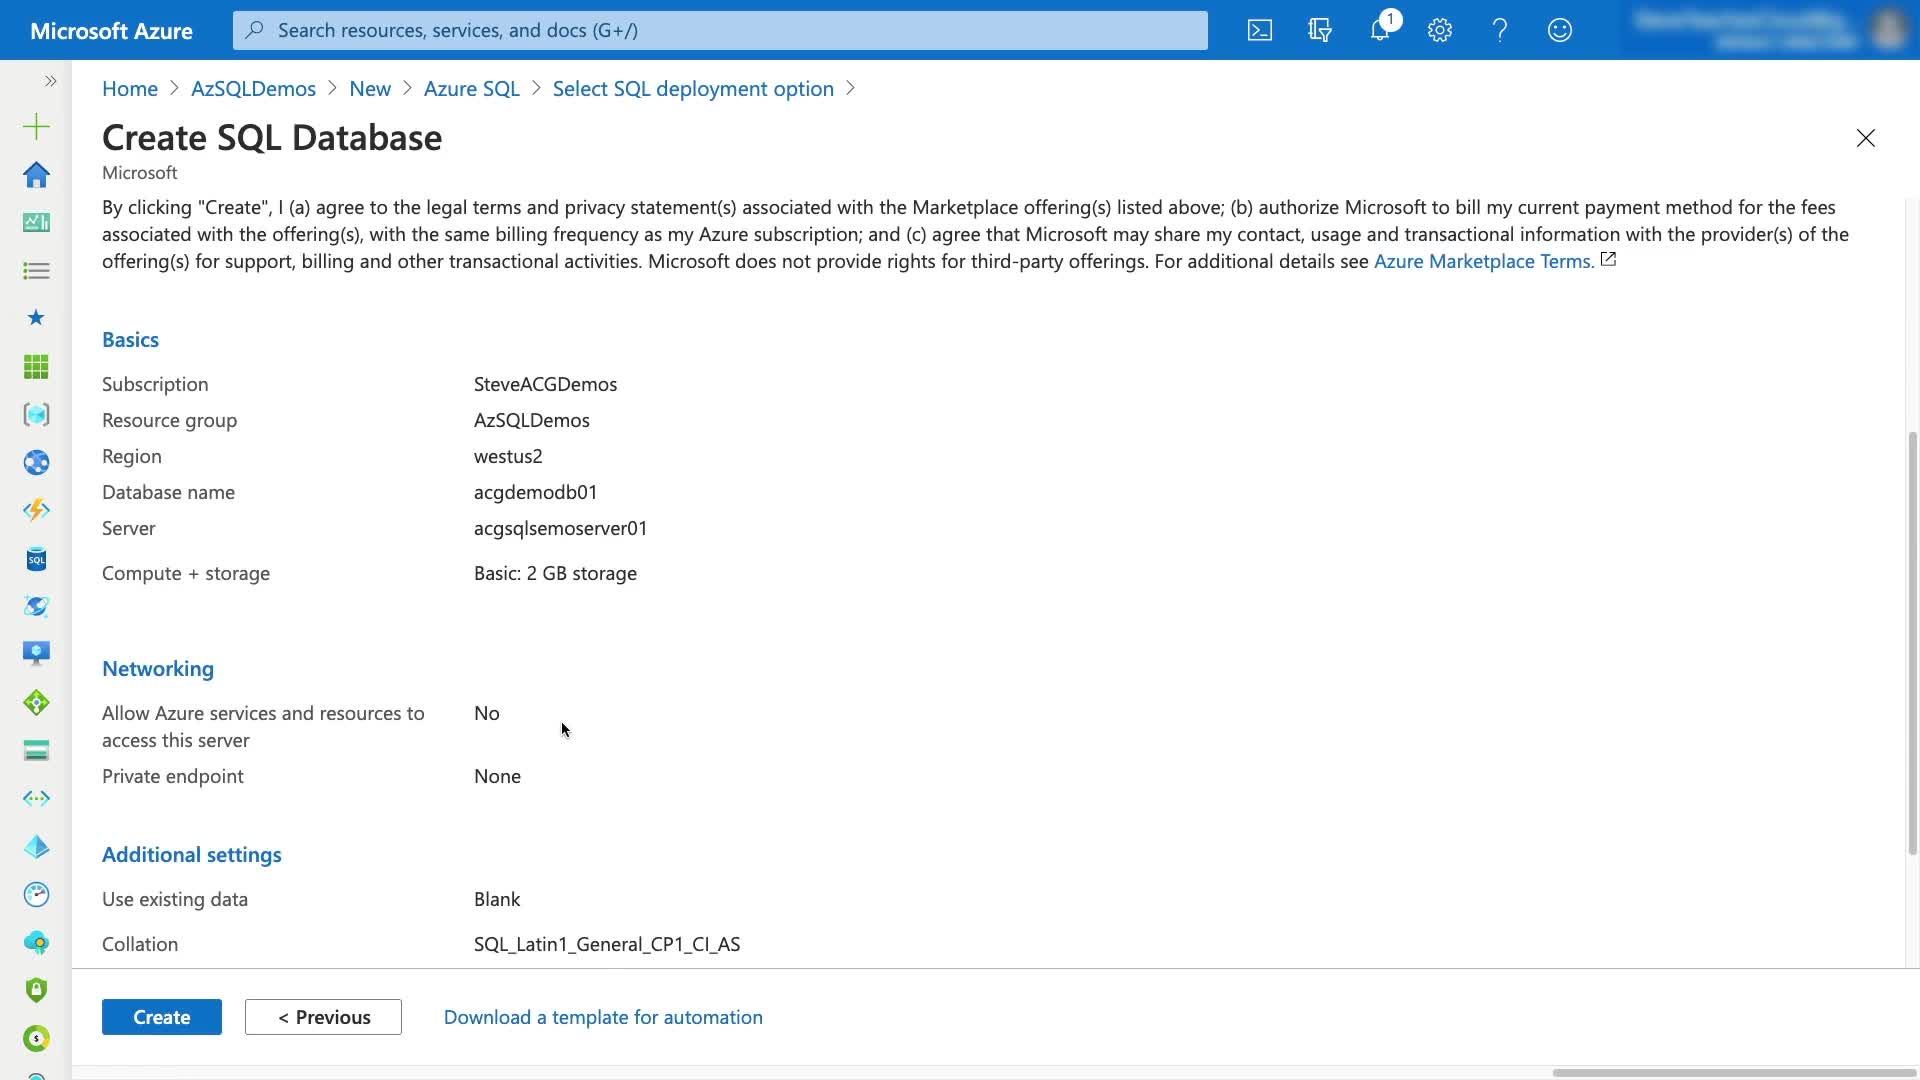 Microsoft Azure
Search resources, services, and docs (G+/)
1
Home > AzSQLDemos > New > Azure SQL > Select SQL deployment option >
Create SQL Database
Microsoft
By clicking "Create", I (a) agree to the legal terms and privacy statement(s) associated with the Marketplace offering(s) listed above; (b) authorize Microsoft to bill my current payment method for the fees
associated with the offering(s), with the same billing frequency as my Azure subscription; and (c) agree that Microsoft may share my contact, usage and transactional information with the provider(s) of the
offering(s) for support, billing and other transactional activities. Microsoft does not provide rights for third-party offerings. For additional details see Azure Marketplace Terms.
Basics
Subscription SteveACGDemos
Resource group AzSQLDemos
Region westus2
Database name acgdemodb01
Server acgsqlsemoserver01
Compute + storage Basic: 2 GB storage
Networking
Allow Azure services and resources to No
access this server
Private endpoint None
Additional settings
Use existing data Blank
Collation SQL_Latin1_General_CP1_CI_AS
Create < Previous Download a template for automation
SQL
$